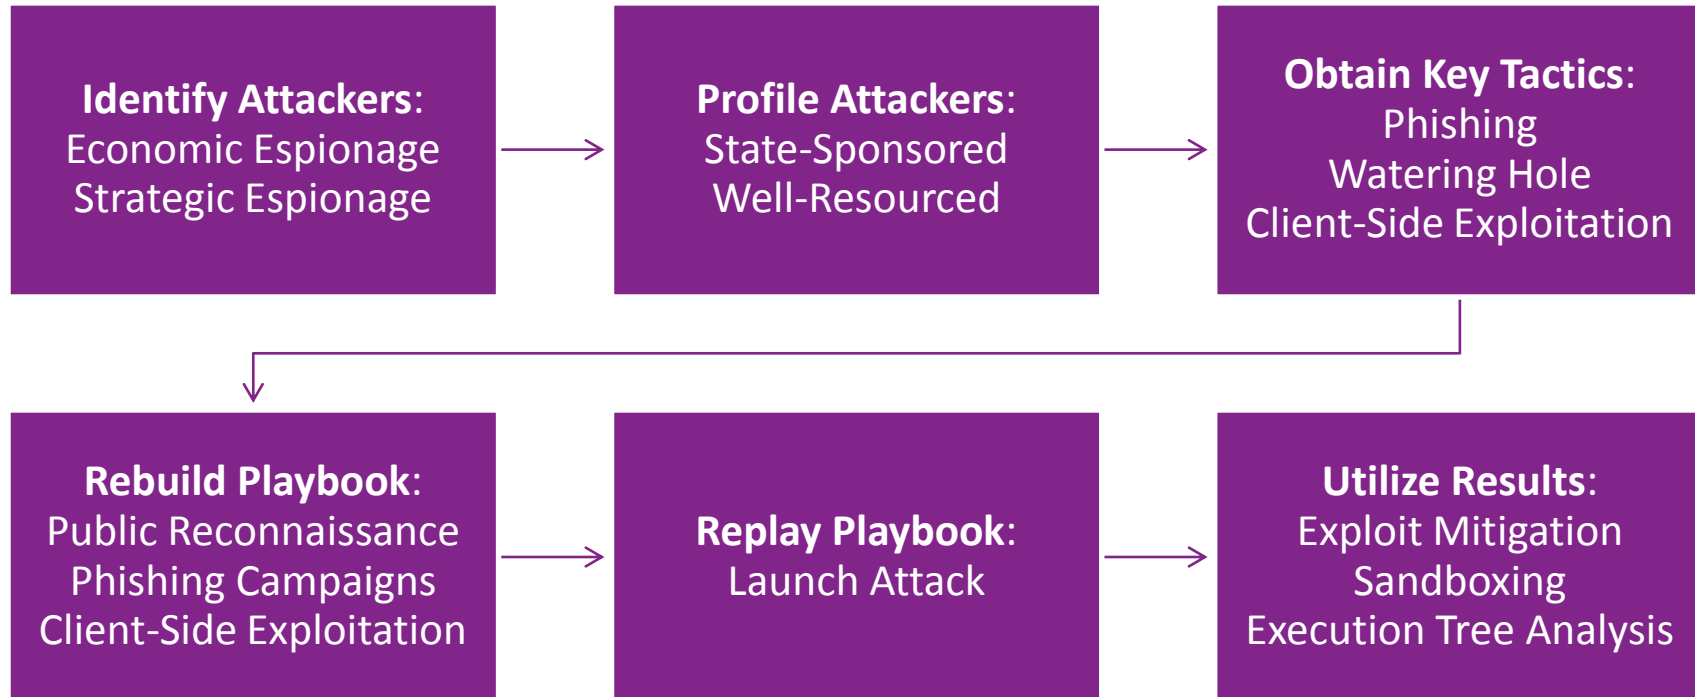 Identify Attackers:
Economic Espionage
Strategic Espionage
Profile Attackers:
State-Sponsored
Well-Resourced
Obtain Key Tactics:
Phishing
Watering Hole
Client-Side Exploitation
Rebuild Playbook:
Public Reconnaissance
Phishing Campaigns
Client-Side Exploitation
Replay Playbook:
Launch Attack
Utilize Results:
Exploit Mitigation
Sandboxing
Execution Tree Analysis